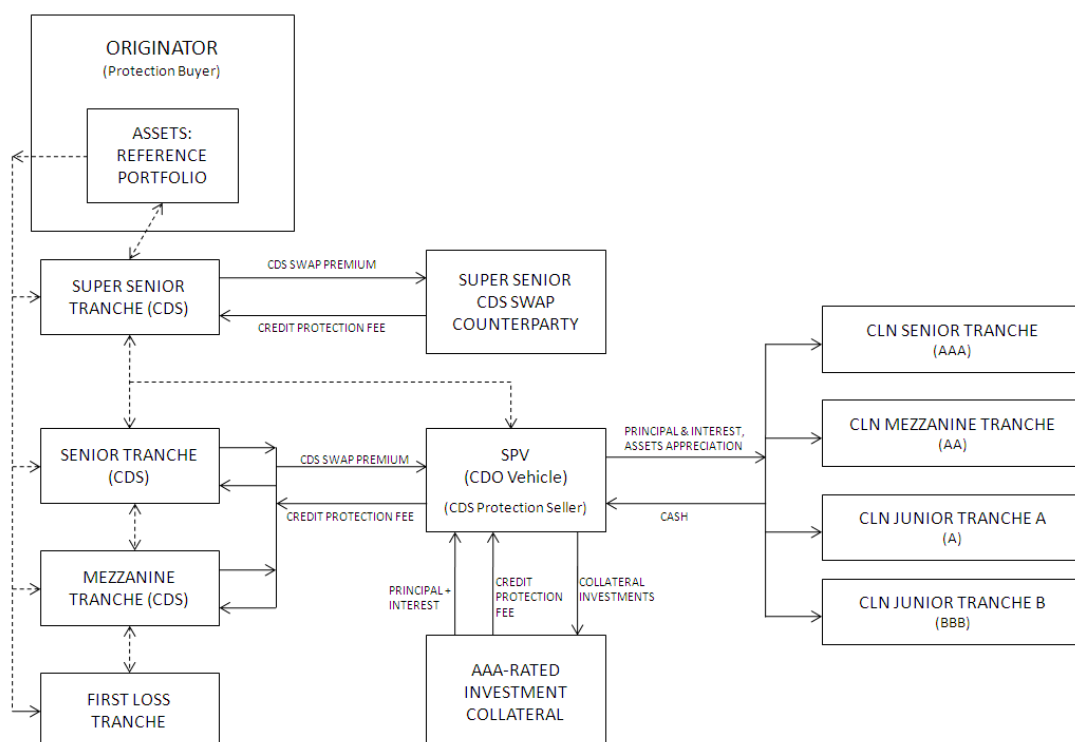 ORIGINATOR
(Protection Buyer)
ASSETS:
REFERENCE
PORTFOLIO
SUPER SENIOR
TRANCHE (CDS)
CDS SWAP PREMIUM
CREDIT PROTECTION FEE
SUPER SENIOR
CDS SWAP
COUNTERPARTY
SENIOR TRANCHE
(CDS)
MEZZANINE
TRANCHE (CDS)
FIRST LOSS
TRANCHE
CDS SWAP PREMIUM
CREDIT PROTECTION FEE
SPV
(CDO Vehicle)
(CDS Protection Seller)
PRINCIPAL +
INTEREST
CREDIT
PROTECTION
FEE
COLLATERAL
INVESTMENTS
AAA-RATED
INVESTMENT
COLLATERAL
PRINCIPAL & INTEREST,
ASSETS APPRECIATION
CASH
CLN SENIOR TRANCHE
(AAA)
CLN MEZZANINE TRANCHE
(AA)
CLN JUNIOR TRANCHE A
(A)
CLN JUNIOR TRANCHE B
(BBB)